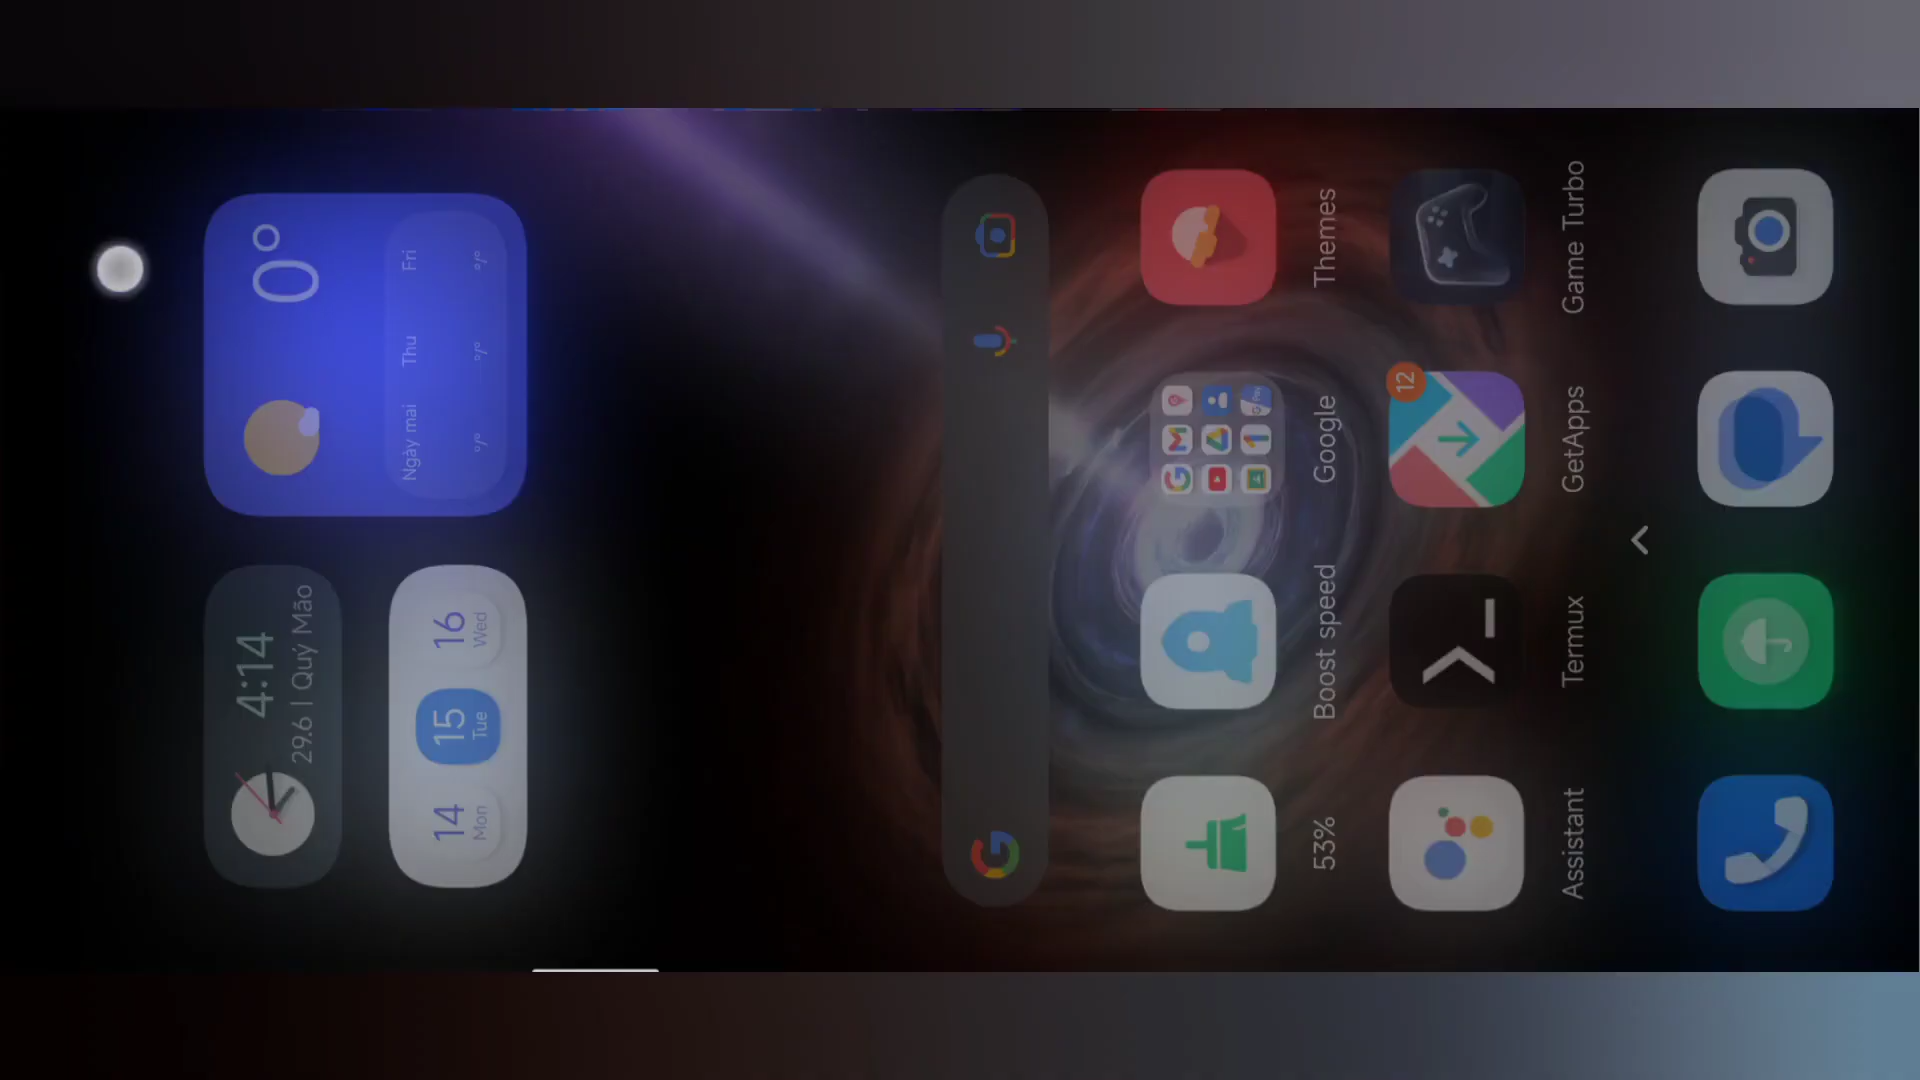 4:14
29.6 | Quý Mão
0°
14
Mon
15
Tue
16
Wed
Ngày mai
Thu
Fri
°/°
°/°
°/°
53%
Boost speed
Google
Themes
G Pay
Assistant
Termux
12
GetApps
Game Turbo